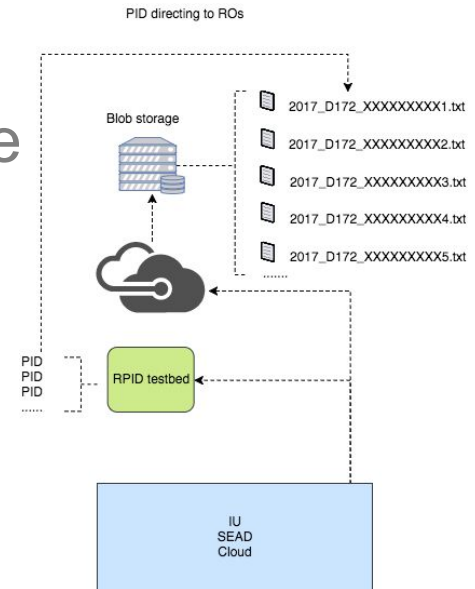 PID directing to ROs
e
Blob storage
2017_D172_XXXXXXXXX1.txt
2017_D172_XXXXXXXXX2.txt
2017_D172_XXXXXXXXX3.txt
2017_D172_XXXXXXXXX4.txt
2017_D172_XXXXXXXXX5.txt
.......
PID
PID
PID
......
RPID testbed
IU
SEAD
Cloud